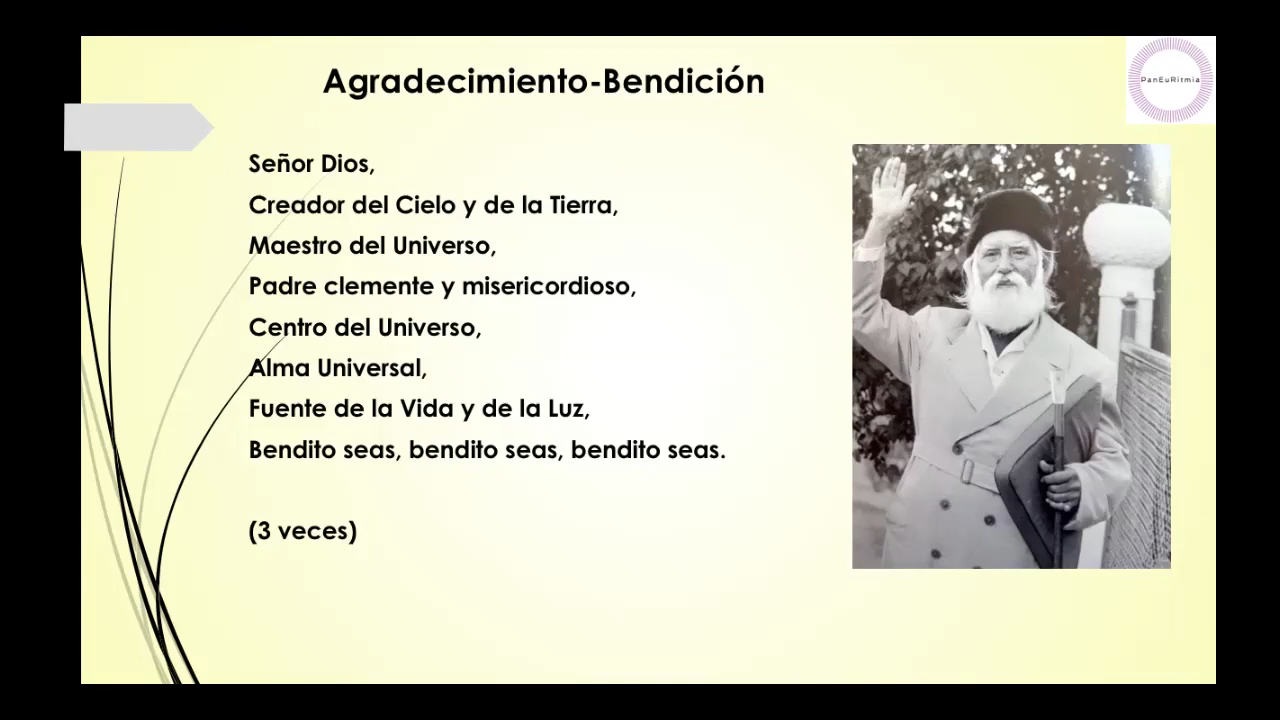 Agradecimiento-Bendición
PanEuRitmia
Señor Dios,
Creador del Cielo y de la Tierra,
Maestro del Universo,
Padre clemente y misericordioso,
Centro del Universo,
Alma Universal,
Fuente de la Vida y de la Luz,
Bendito seas, bendito seas, bendito seas.
(3 veces)